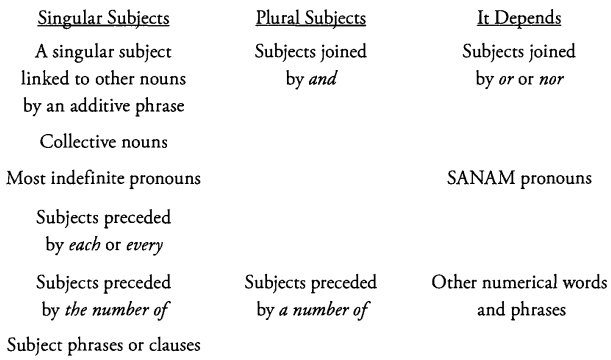 Singular Subjects Plural Subjects It Depends
A singular subject Subjects joined Subjects joined
linked to other nouns by and by or or nor
by an additive phrase
Collective nouns
Most indefinite pronouns SANAM pronouns
Subjects preceded
by each or every
Subjects preceded Subjects preceded Other numerical words
by the number of by a number of and phrases
Subject phrases or clauses